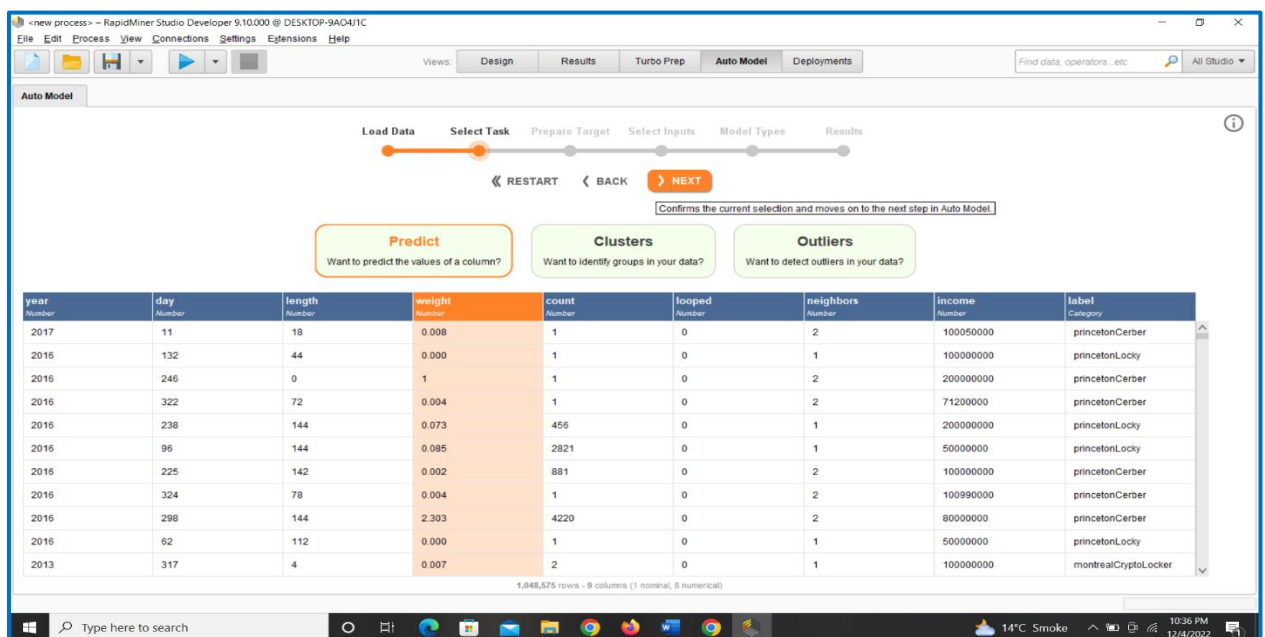 <new process> – RapidMiner Studio Developer 9.10.000 @ DESKTOP-9AO4J1C
File Edit Process View Connections Settings Extensions Help
Views: Design Results Turbo Prep Auto Model Deployments Find data, operators...etc All Studio
Auto Model
Load Data Select Task Prepare Target Select Inputs Model Types Results
RESTART BACK NEXT
Confirms the current selection and moves on to the next step in Auto Model.
Predict Clusters Outliers
Want to predict the values of a column? Want to identify groups in your data? Want to detect outliers in your data?
year day length weight count looped neighbors income label
Number Number Number Number Number Number Number Number Category
2017 11 18 0.008 1 0 2 100050000 princetonCerber
2016 132 44 0.000 1 0 1 100000000 princetonLocky
2016 246 0 1 1 0 2 200000000 princetonCerber
2016 322 72 0.004 1 0 2 71200000 princetonCerber
2016 238 144 0.073 456 0 1 200000000 princetonLocky
2016 96 144 0.085 2821 0 1 50000000 princetonLocky
2016 225 142 0.002 881 0 2 100000000 princetonCerber
2016 324 78 0.004 1 0 2 100990000 princetonCerber
2016 298 144 2.303 4220 0 2 80000000 princetonCerber
2016 62 112 0.000 1 0 1 50000000 princetonLocky
2013 317 4 0.007 2 0 1 100000000 montrealCryptoLocker
1,048,575 rows - 9 columns (1 nominal, 8 numerical)
Type here to search 14°C Smoke 10:36 PM
12/4/2022